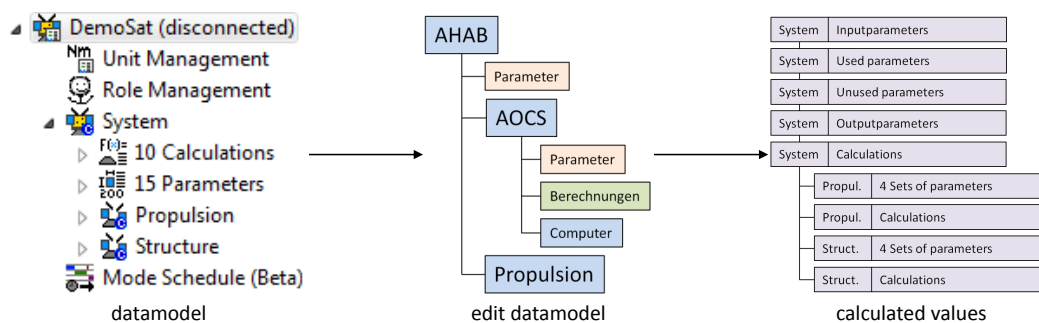 DemoSat (disconnected)
Nm
Unit Management
Role Management
System
F(x)=
10 Calculations
200
15 Parameters
Propulsion
Structure
Mode Schedule (Beta)
datamodel
AHAB
Parameter
AOCS
Parameter
Berechnungen
Computer
Propulsion
edit datamodel
System Inputparameters
System Used parameters
System Unused parameters
System Outputparameters
System Calculations
Propul. 4 Sets of parameters
Propul. Calculations
Struct. 4 Sets of parameters
Struct. Calculations
calculated values